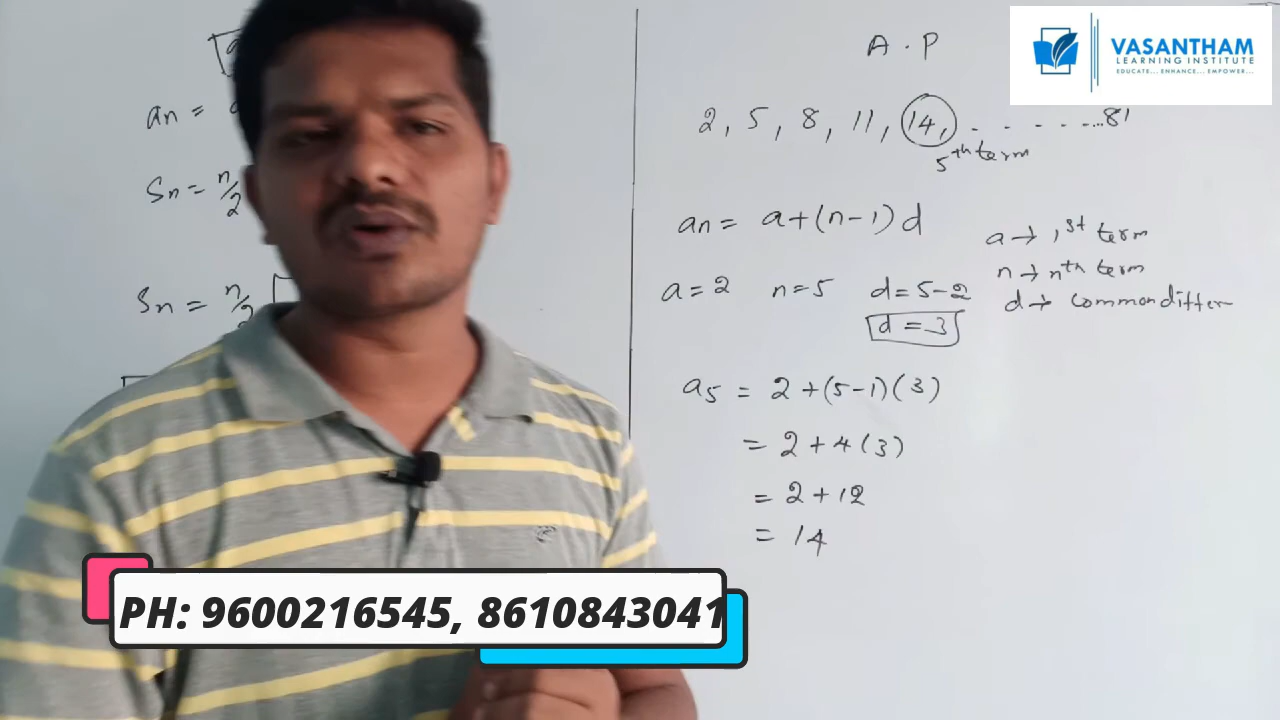 VASANTHAM
LEARNING INSTITUTE
EDUCATE... ENHANCE... EMPOWER...
an =
Sn = n/2
Sn = n/2
A.P
2, 5, 8, 11, 14, . - - - - ...81
5th term
an = a+(n-1)d
a → 1st term
n → nth term
d → common differ
a=2 n=5 d=5-2
d=3
a5 = 2+(5-1)(3)
= 2+4(3)
= 2+12
= 14
PH: 9600216545, 8610843041